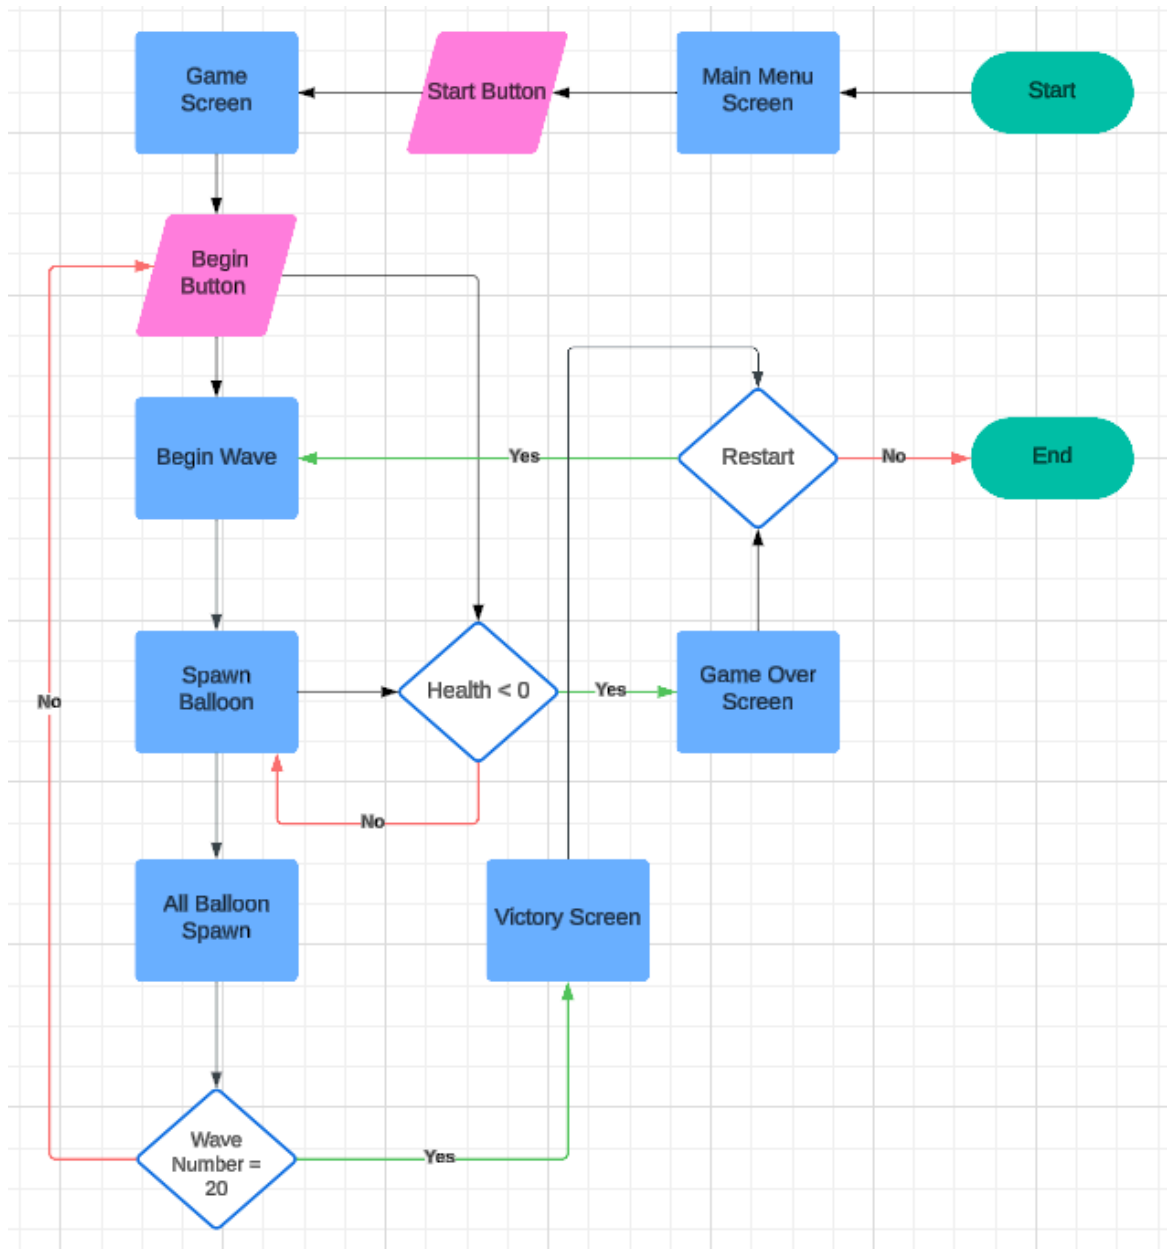 Game
Screen
Start Button
Main Menu
Screen
Start
Begin
Button
Begin Wave
Yes
Restart
No
End
Spawn
Balloon
Health < 0
Yes
Game Over
Screen
No
No
All Balloon
Spawn
Victory Screen
Wave
Number =
20
Yes